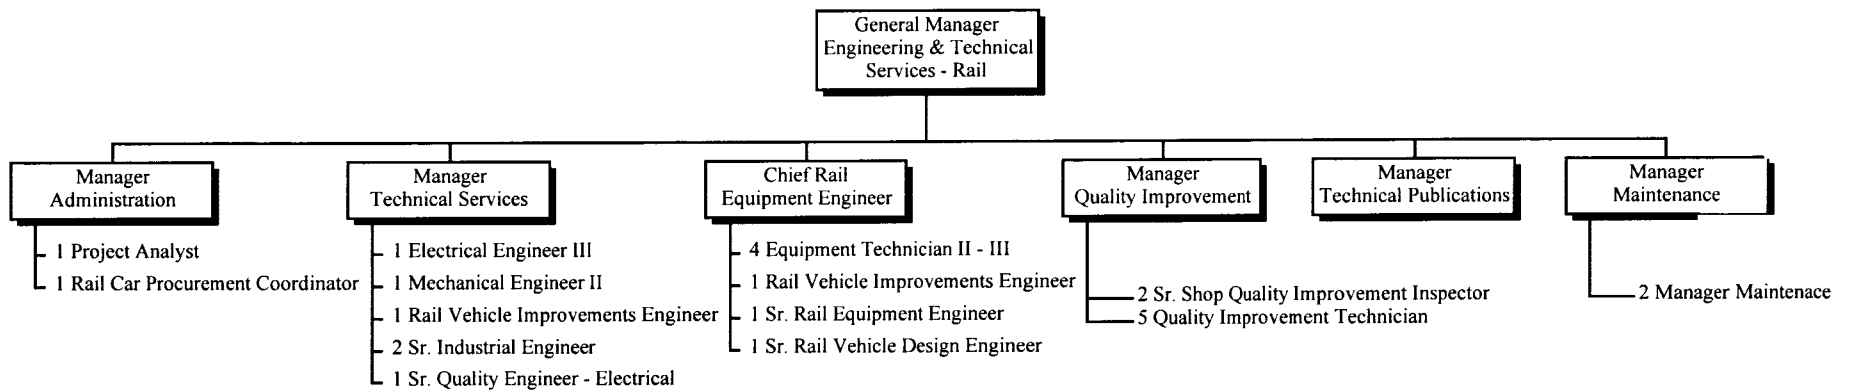 General Manager
Engineering & Technical
Services - Rail
Manager
Administration
1 Project Analyst
1 Rail Car Procurement Coordinator
Manager
Technical Services
1 Electrical Engineer III
1 Mechanical Engineer II
1 Rail Vehicle Improvements Engineer
2 Sr. Industrial Engineer
1 Sr. Quality Engineer - Electrical
Chief Rail
Equipment Engineer
4 Equipment Technician II - III
1 Rail Vehicle Improvements Engineer
1 Sr. Rail Equipment Engineer
1 Sr. Rail Vehicle Design Engineer
Manager
Quality Improvement
2 Sr. Shop Quality Improvement Inspector
5 Quality Improvement Technician
Manager
Technical Publications
Manager
Maintenance
2 Manager Maintenace